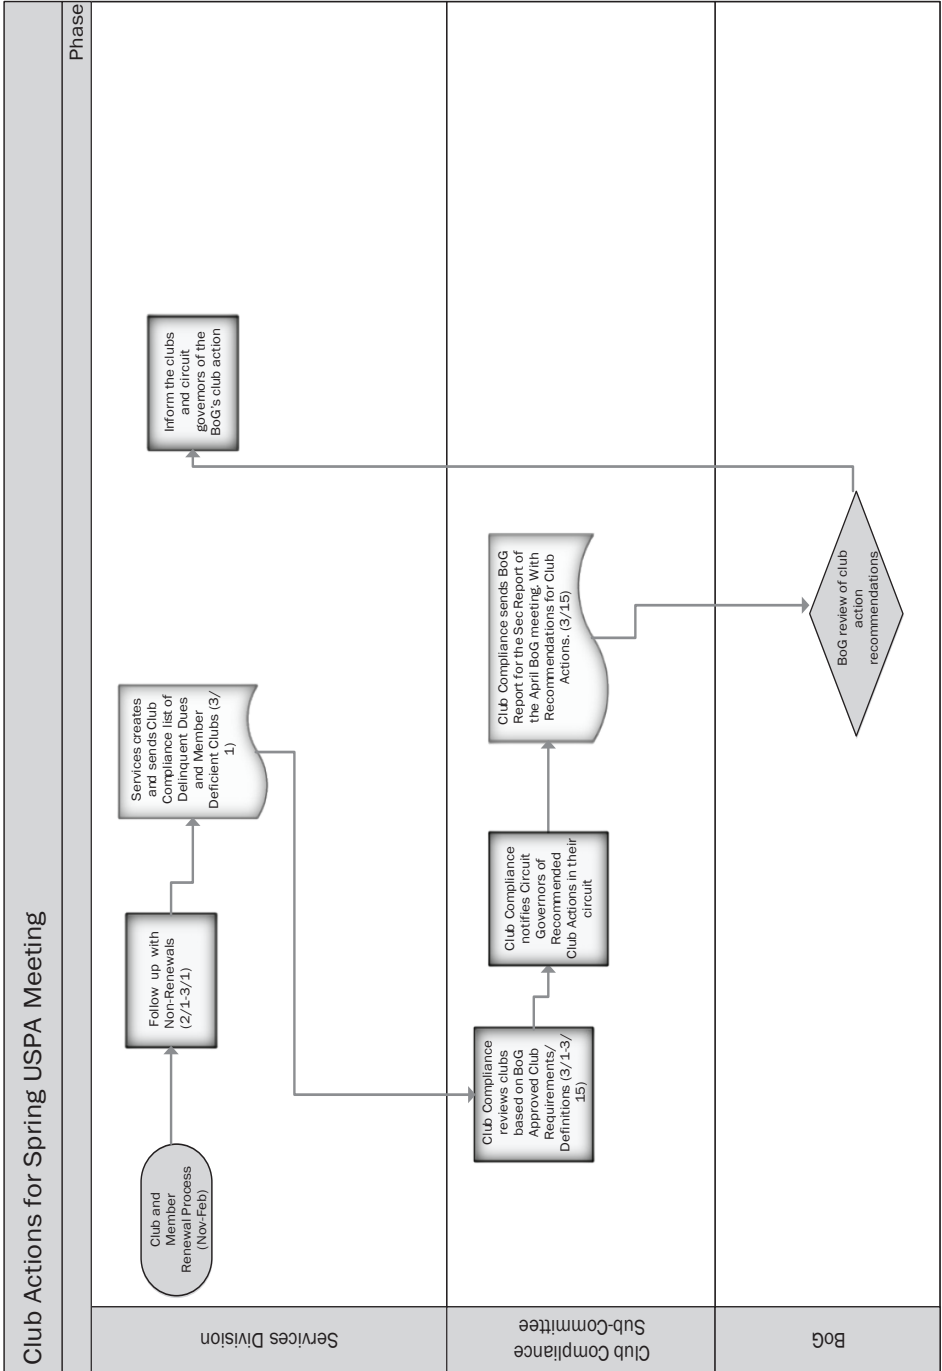 Club Actions for Spring USPA Meeting
Phase
Services Division
Club and
Member
Renewal Process
(Nov-Feb)
Follow up with
Non-Renewals
(2/1-3/1)
Services creates
and sends Club
Compliance list of
Delinquent Dues
and Member
Deficient Clubs (3/
1)
Inform the clubs
and circuit
governors of the
BoG's club action
Club Compliance
Sub-Committee
Club Compliance
reviews clubs
based on BoG
Approved Club
Requirements/
Definitions (3/1-3/
15)
Club Compliance
notifies Circuit
Governors of
Recommended
Club Actions in their
circuit
Club Compliance sends BoG
Report for the Sec Report of
the April BoG meeting. With
Recommendations for Club
Actions. (3/15)
BoG
BoG review of club
action
recommendations